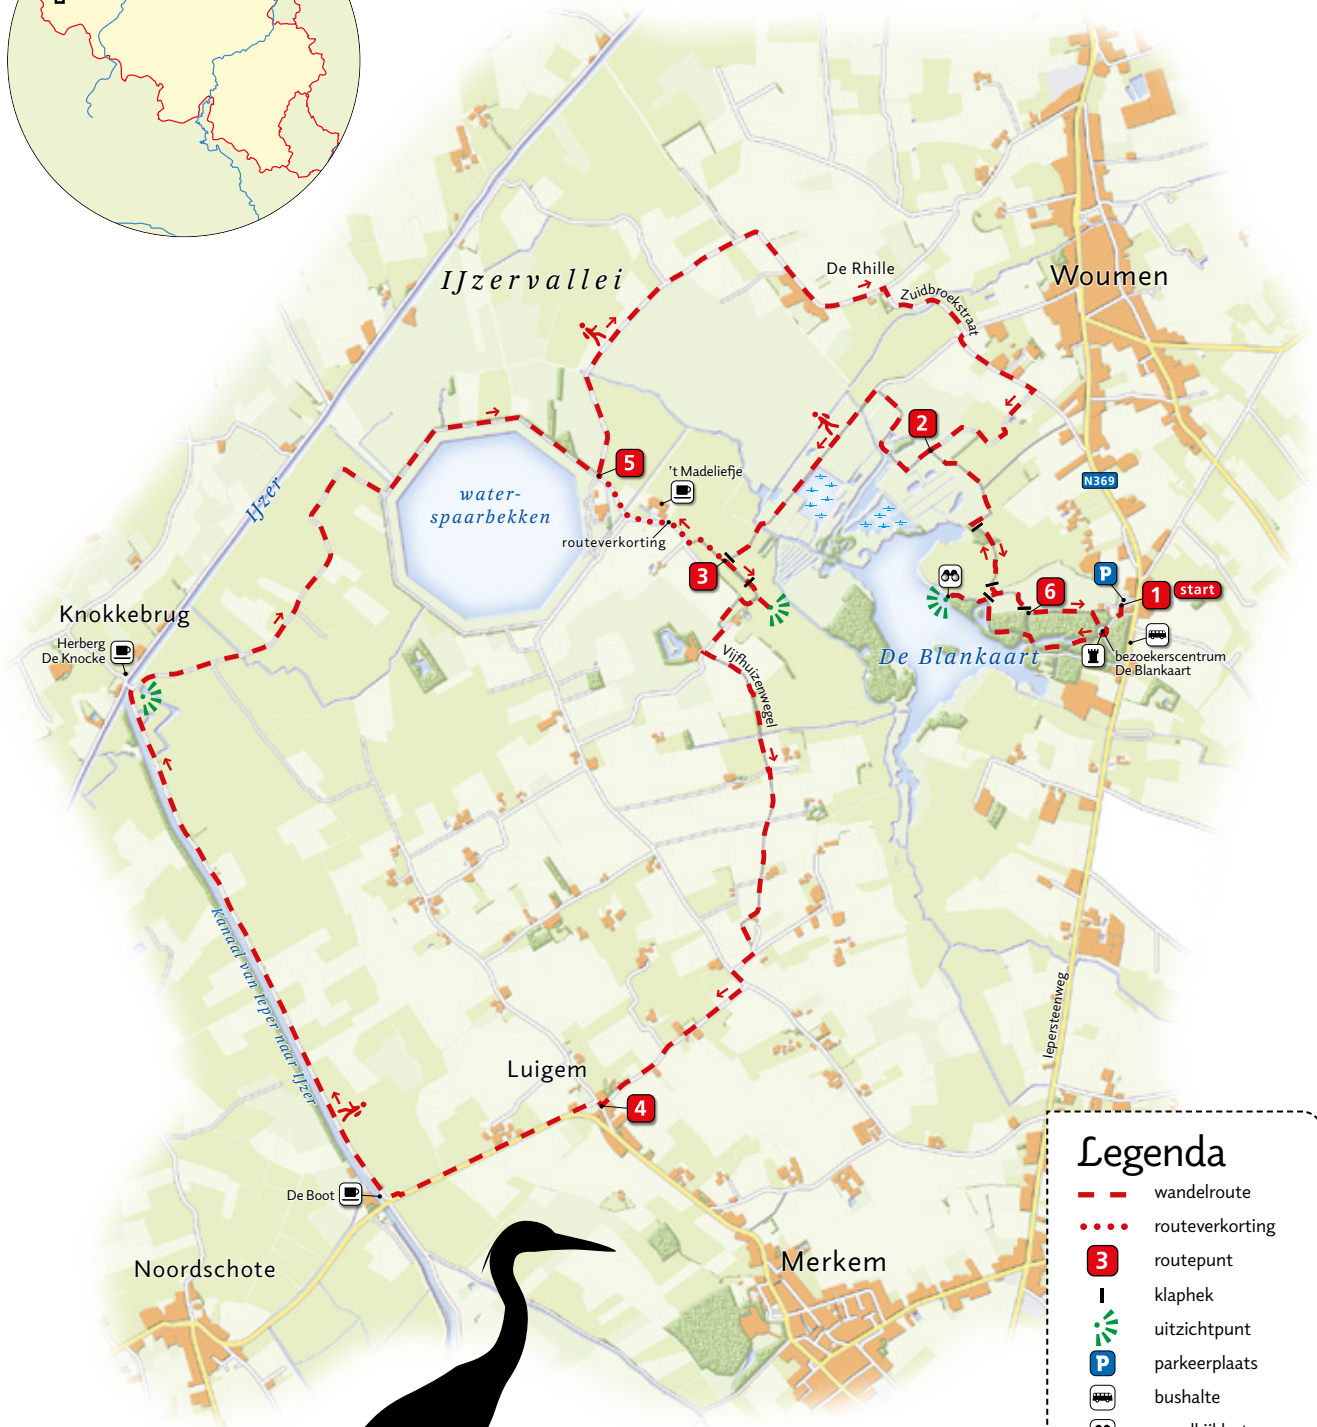 IJzervallei
De Rhille
Zuidbroekstraat
Woumen
2
5
't Madeliefje
N369
IJzer
water-
spaarbekken
routeverkorting
3
P
6
1
start
Knokkebrug
Herberg
De Knocke
De Blankaart
bezoekerscentrum
De Blankaart
Vijfhuizenwegel
Kanaal van Ieper naar IJzer
Iepersteenweg
Luigem
4
De Boot
Noordschote
Merkem
Legenda
wandelroute
routeverkorting
3
routepunt
klaphek
uitzichtpunt
P
parkeerplaats
bushalte